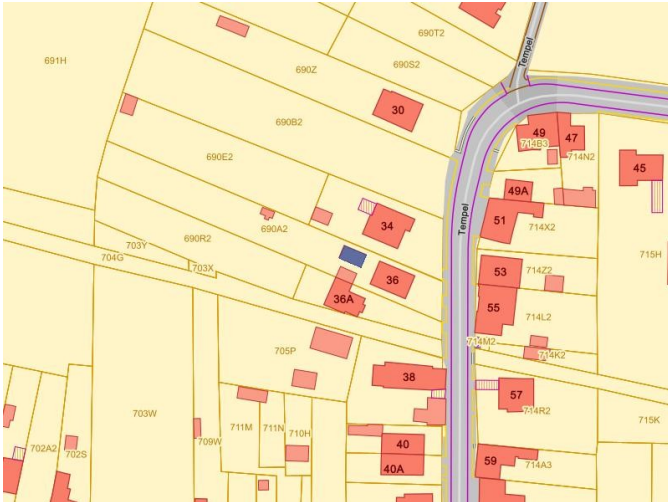 690T2
691H
690S2
690Z
Tempel
30
690B2
49
47
714B3
714N2
690E2
45
49A
51
34
Tempel
714X2
690A2
690R2
703Y
715H
704G
703X
53
714Z2
36
36A
55
714L2
714M2
705P
714K2
38
57
703W
714R2
715K
711M
711N
710H
709W
702A2
702S
40
40A
59
714A3